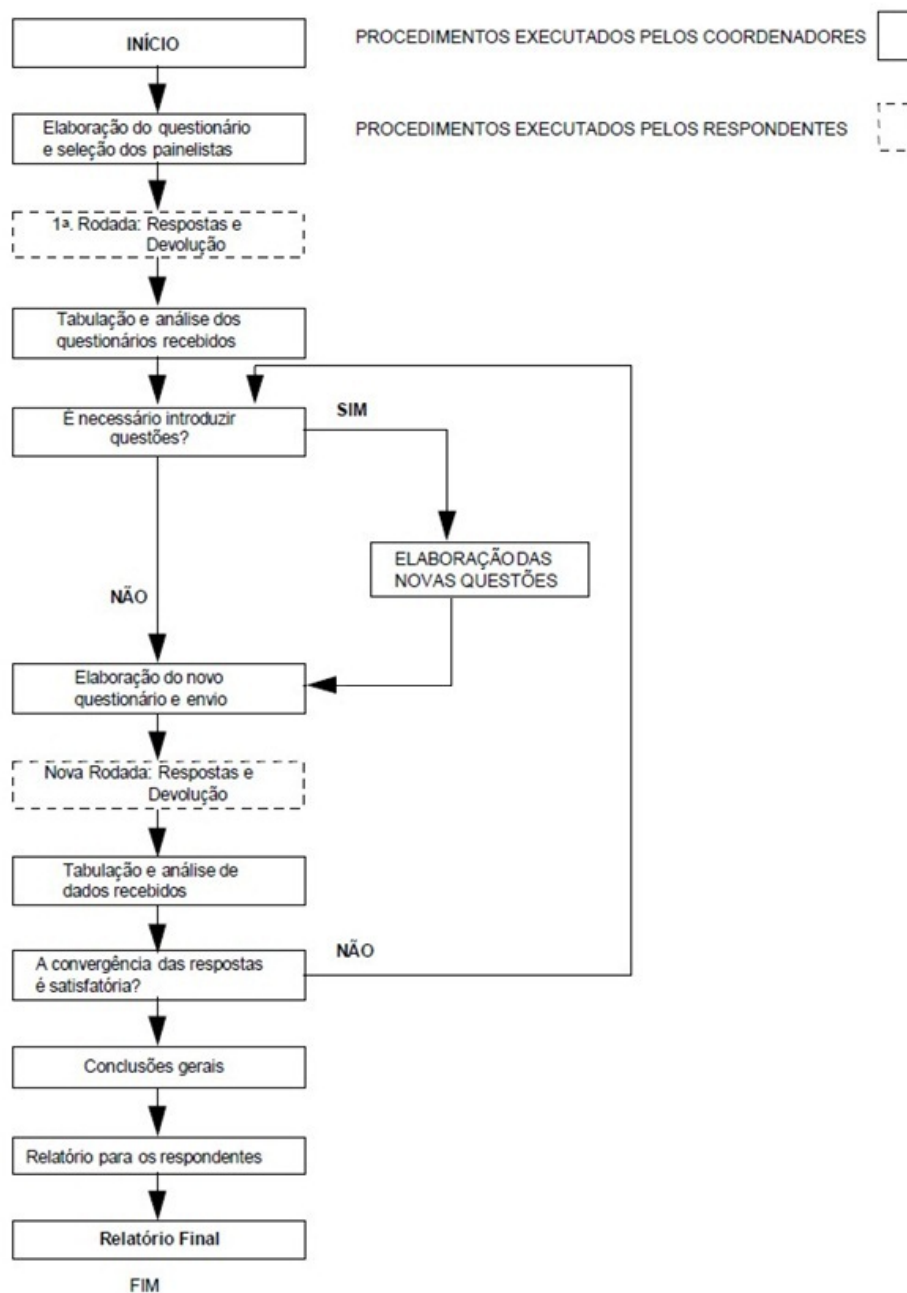 INÍCIO
PROCEDIMENTOS EXECUTADOS PELOS COORDENADORES
Elaboração do questionário
e seleção dos painelistas
PROCEDIMENTOS EXECUTADOS PELOS RESPONDENTES
1ª. Rodada: Respostas e
Devolução
Tabulação e análise dos
questionários recebidos
É necessário introduzir
questões?
SIM
ELABORAÇÃO DAS
NOVAS QUESTÕES
NÃO
Elaboração do novo
questionário e envio
Nova Rodada: Respostas e
Devolução
Tabulação e análise de
dados recebidos
A convergência das respostas
é satisfatória?
NÃO
Conclusões gerais
Relatório para os respondentes
Relatório Final
FIM